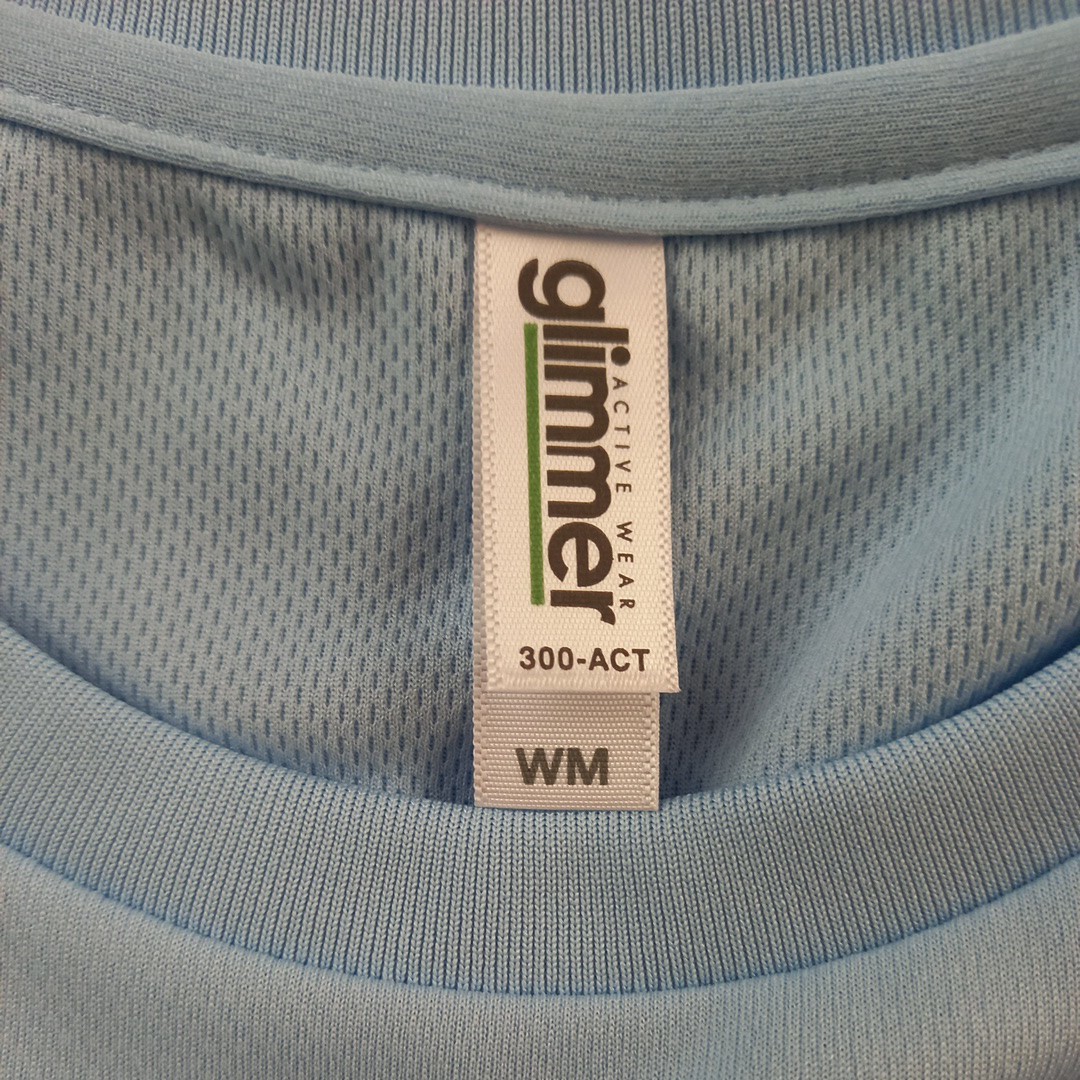 glimmer
ACTIVE WEAR
300-ACT
WM